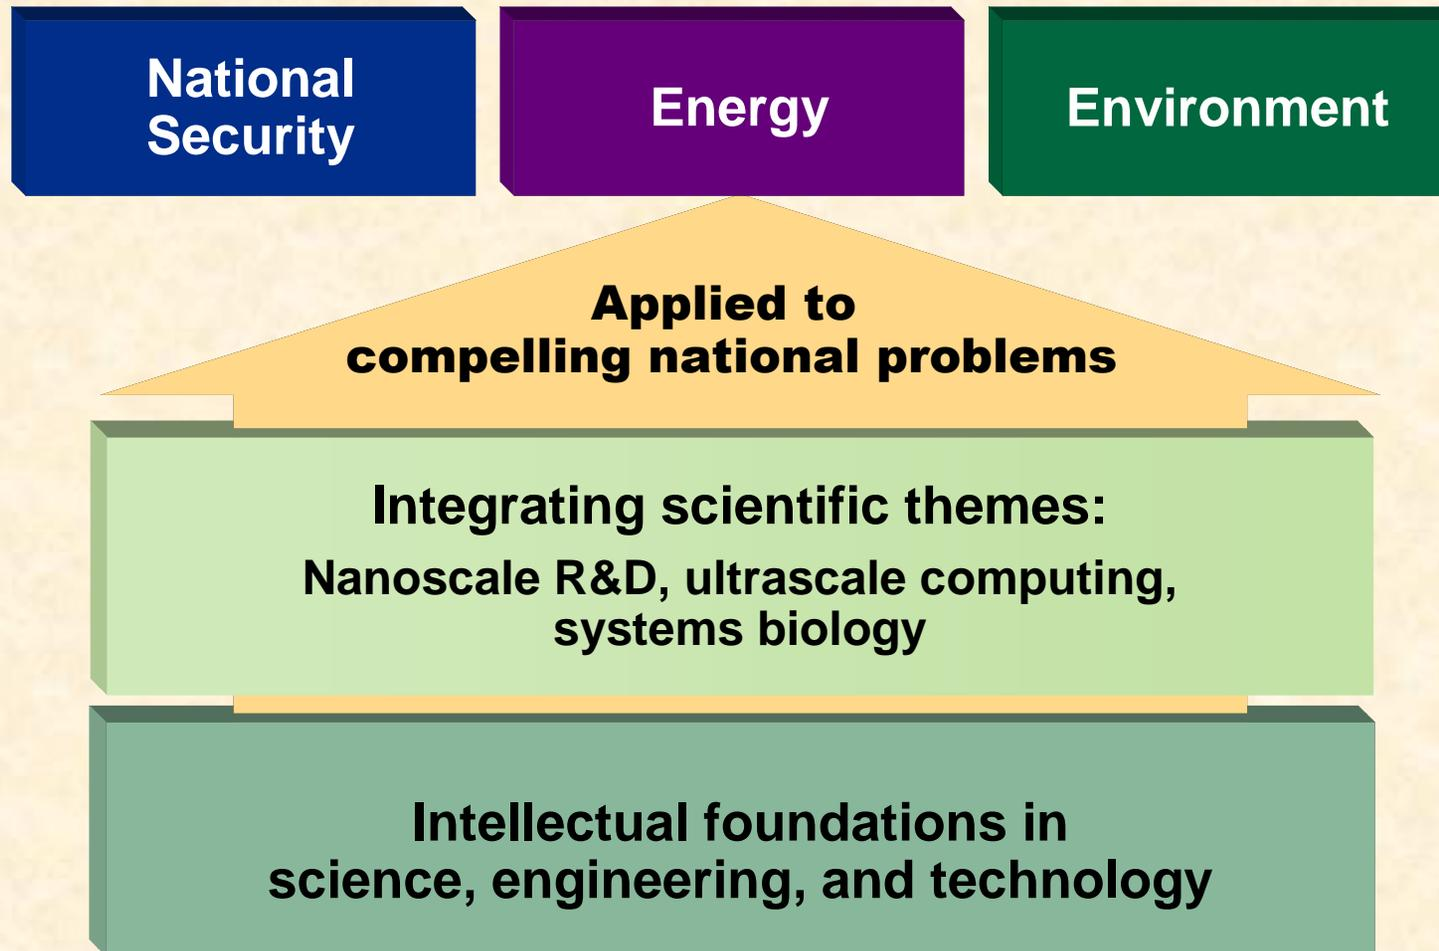 National
Security
Energy
Environment
Applied to
compelling national problems
Integrating scientific themes:
Nanoscale R&D, ultrascale computing,
systems biology
Intellectual foundations in
science, engineering, and technology